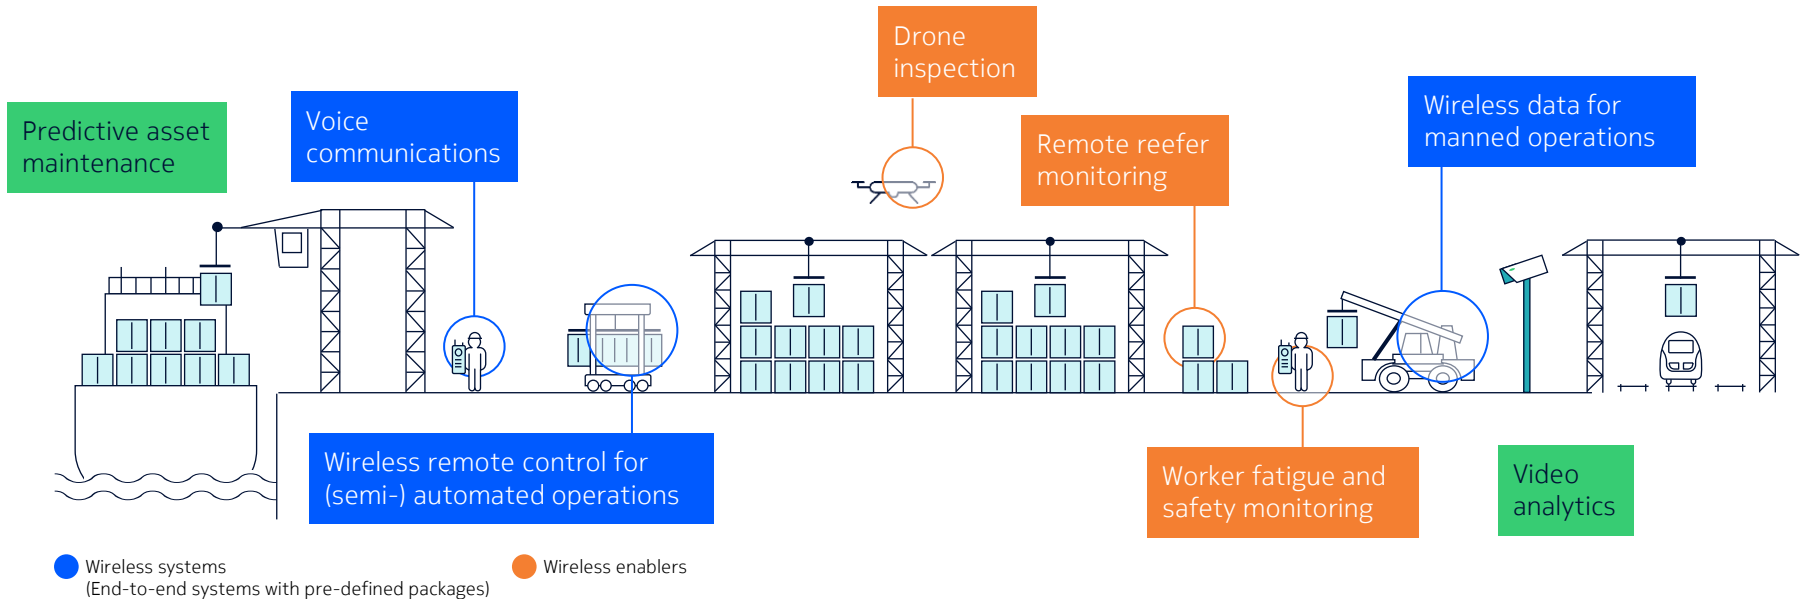 Drone
inspection
Predictive asset
maintenance
Voice
communications
Remote reefer
monitoring
Wireless data for
manned operations
Wireless remote control for
(semi-) automated operations
Worker fatigue and
safety monitoring
Video
analytics
Wireless systems
(End-to-end systems with pre-defined packages)
Wireless enablers